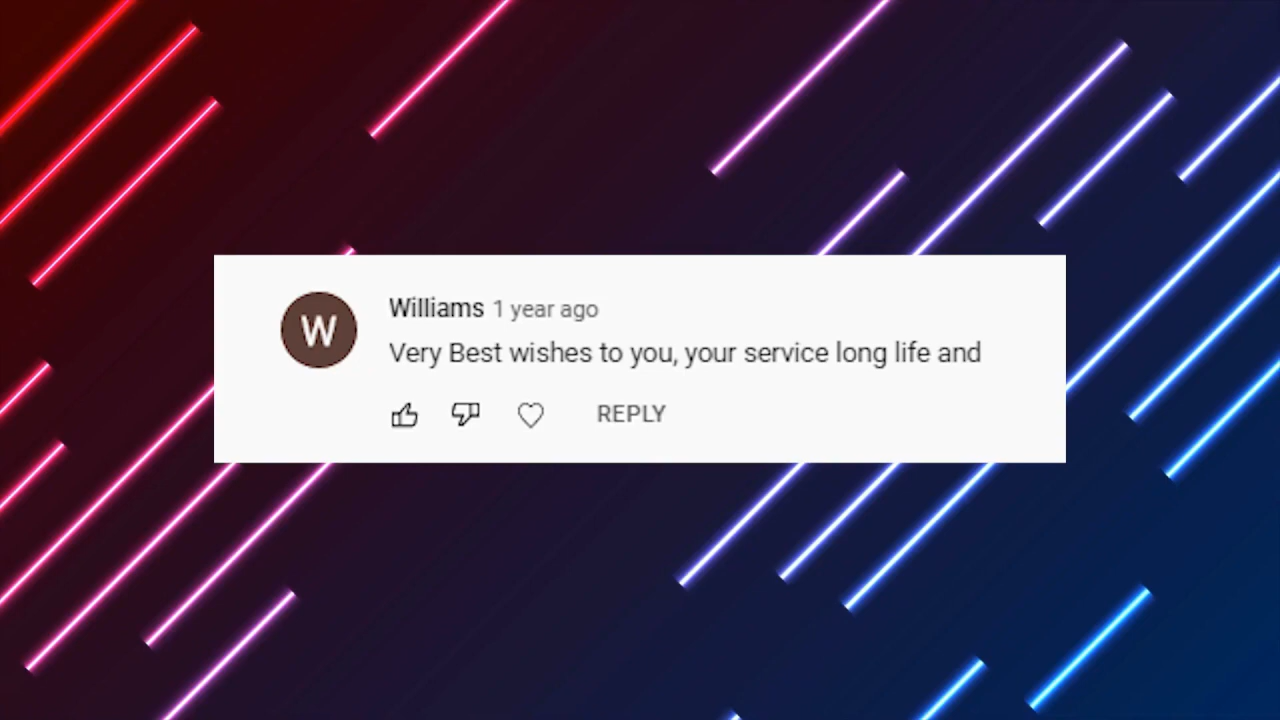 W
Williams 1 year ago
Very Best wishes to you, your service long life and
REPLY